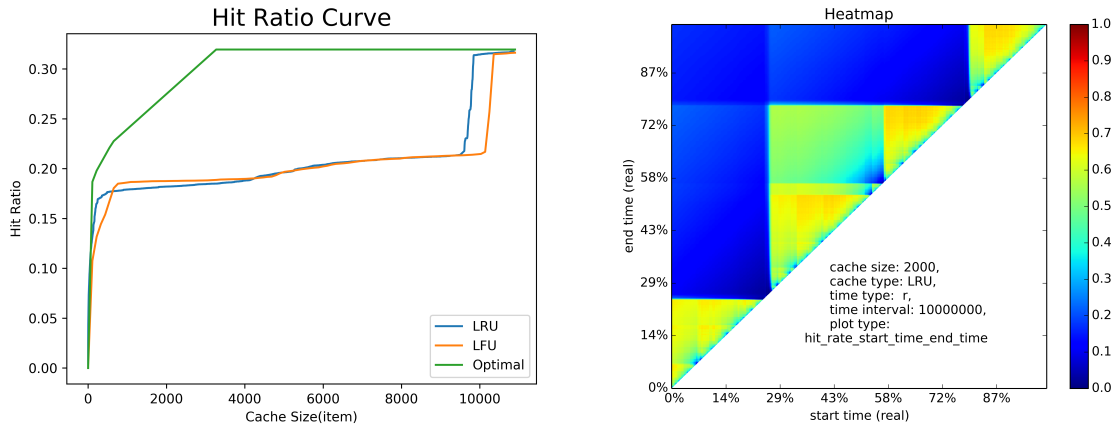 Hit Ratio Curve
Hit Ratio
0.30
0.25
0.20
0.15
0.10
0.05
0.00
0 2000 4000 6000 8000 10000
Cache Size(item)
LRU
LFU
Optimal
Heatmap
end time (real)
87%
72%
58%
43%
29%
14%
0%
0% 14% 29% 43% 58% 72% 87%
start time (real)
cache size: 2000,
cache type: LRU,
time type:  r,
time interval: 10000000,
plot type:
hit_rate_start_time_end_time
1.0
0.9
0.8
0.7
0.6
0.5
0.4
0.3
0.2
0.1
0.0